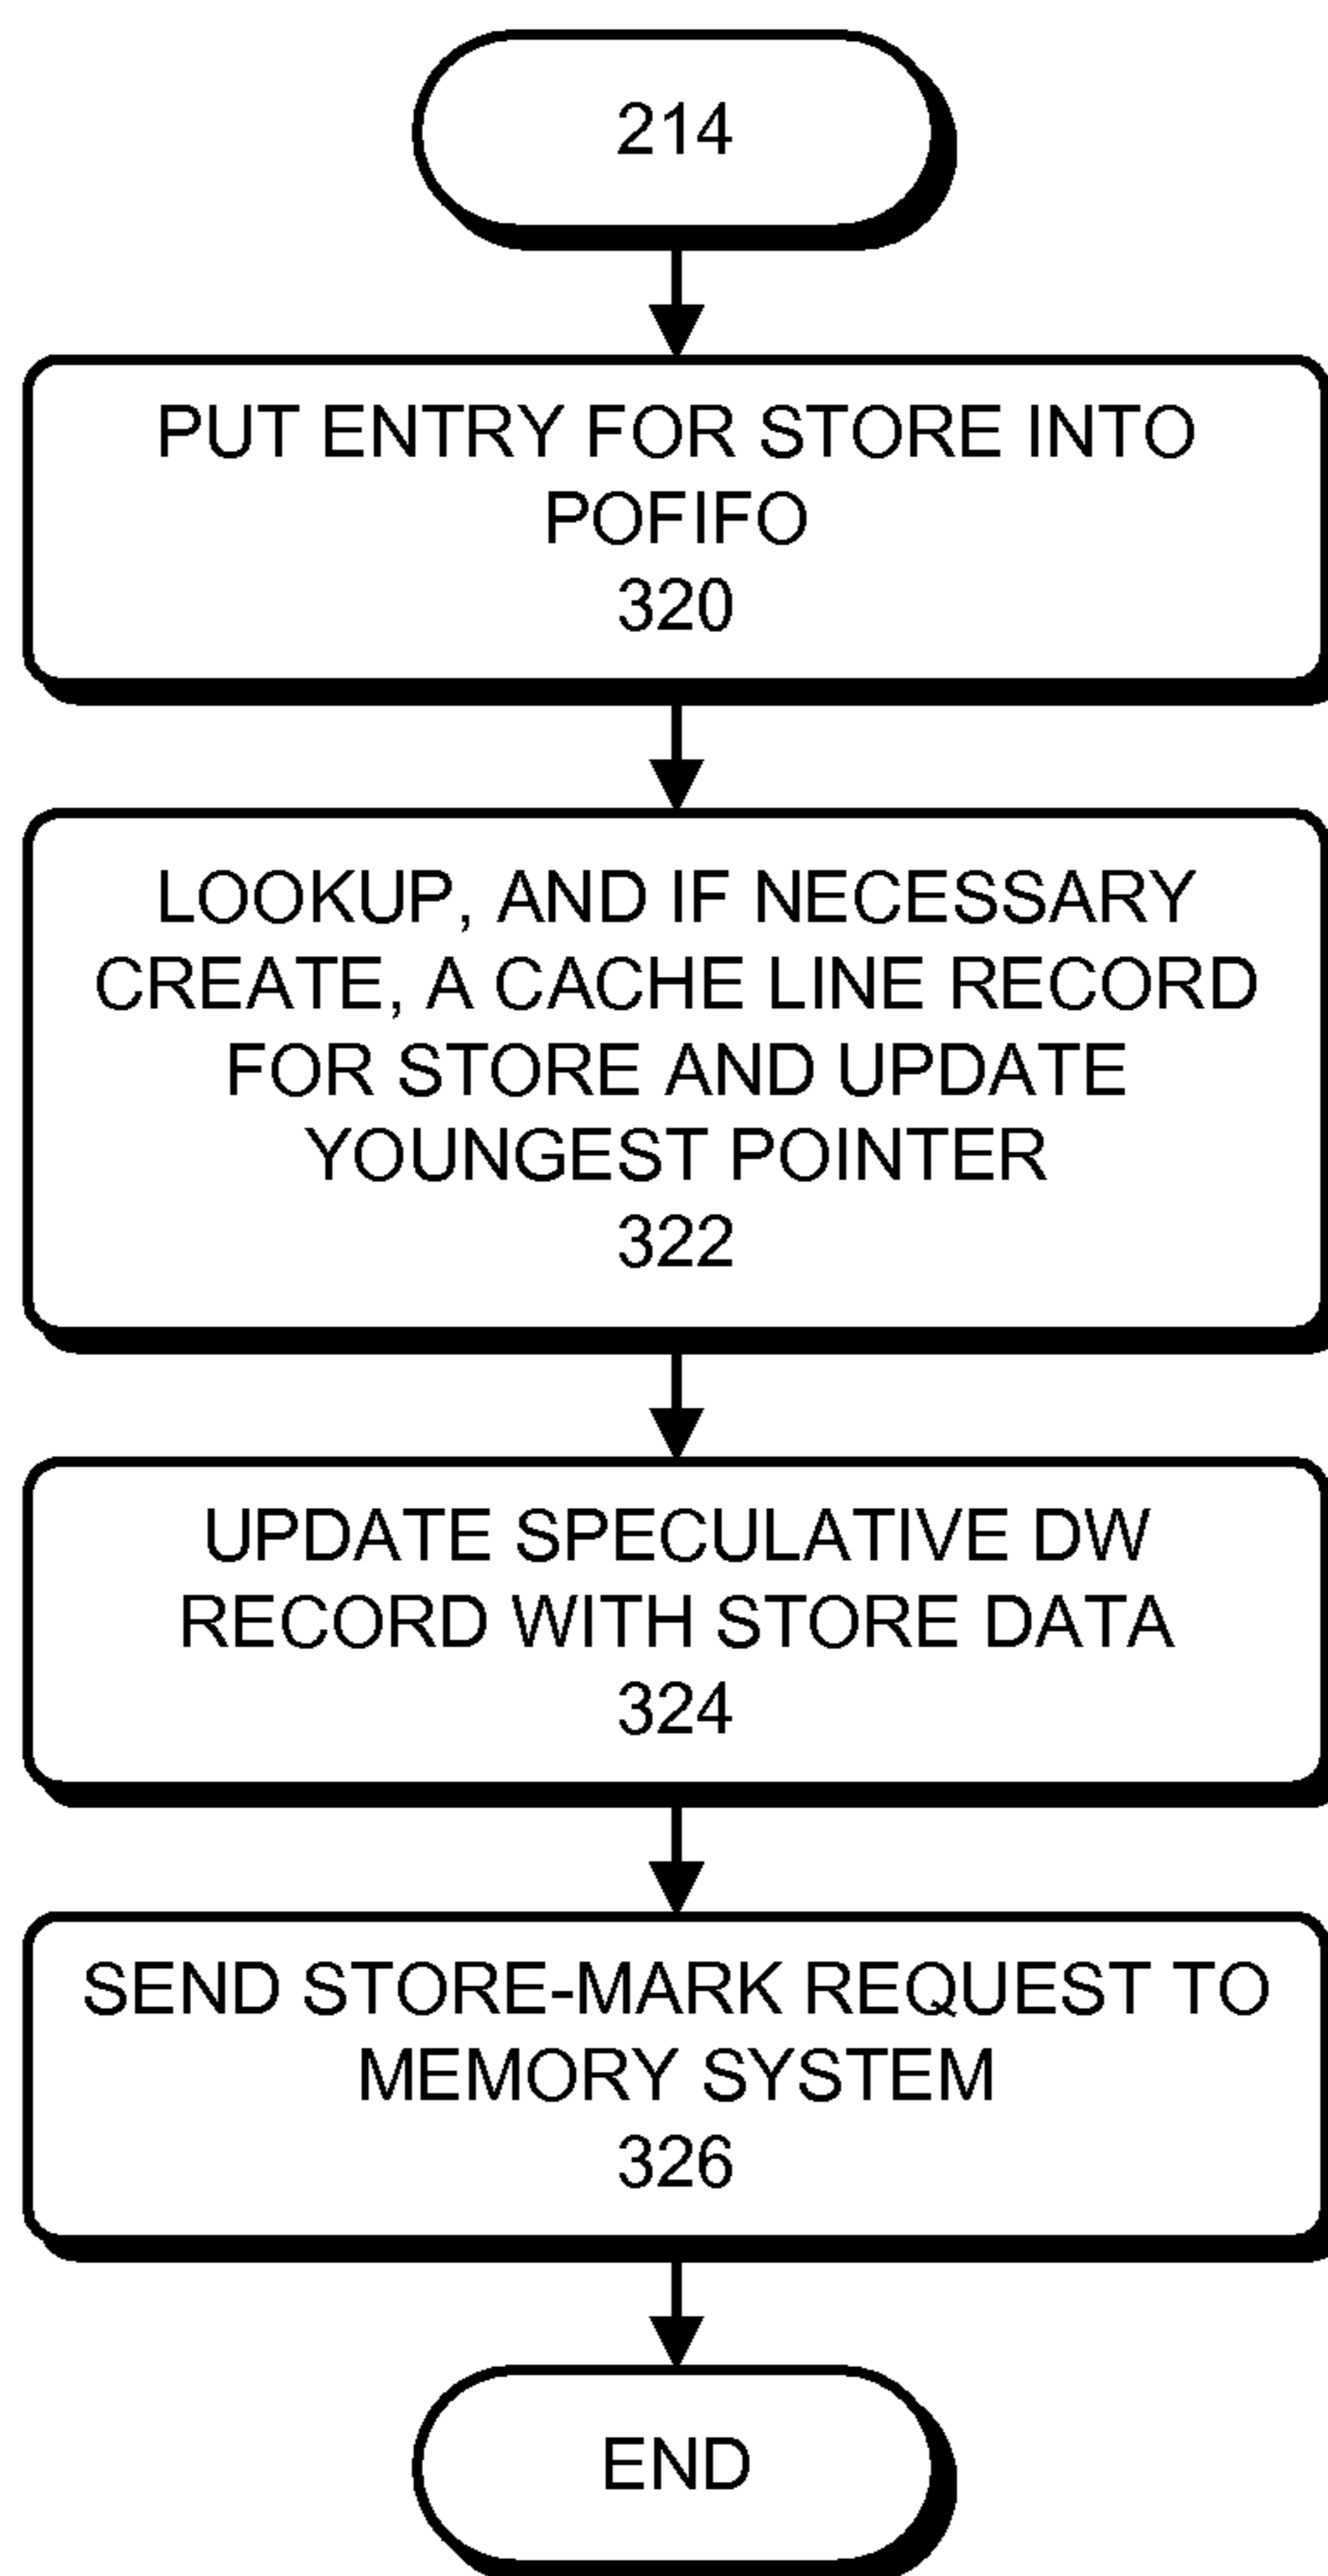 214
PUT ENTRY FOR STORE INTO
POFIFO
320
LOOKUP, AND IF NECESSARY
CREATE, A CACHE LINE RECORD
FOR STORE AND UPDATE
YOUNGEST POINTER
322
UPDATE SPECULATIVE DW
RECORD WITH STORE DATA
324
SEND STORE-MARK REQUEST TO
MEMORY SYSTEM
326
END